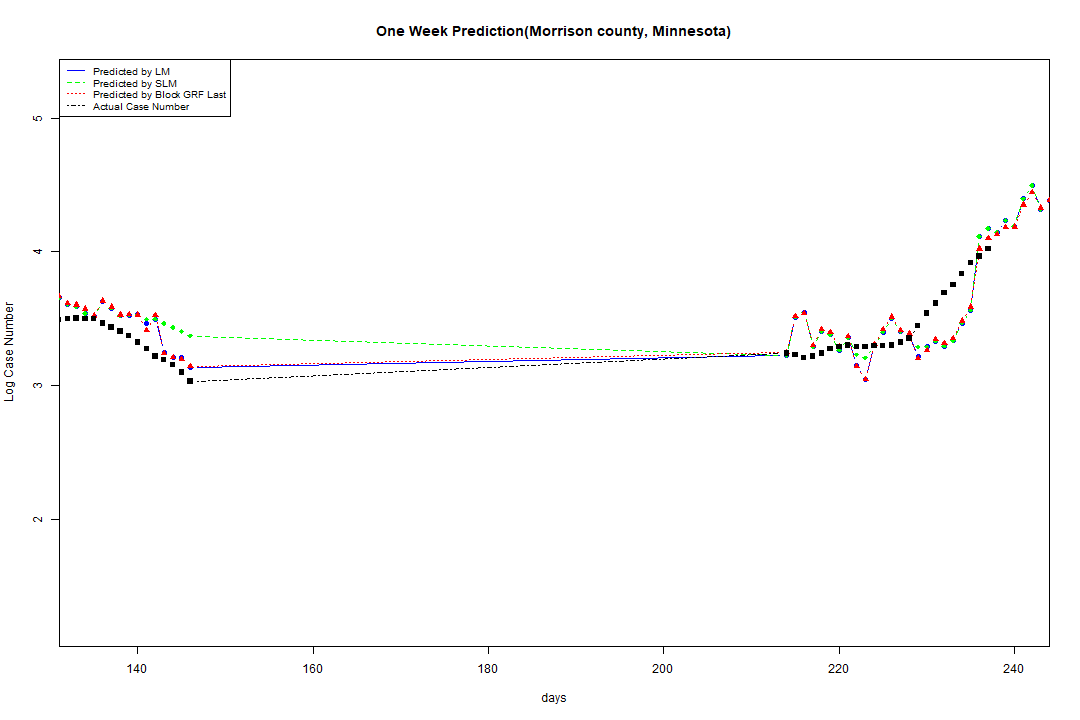 One Week Prediction(Morrison county, Minnesota)
Predicted by LM
Predicted by SLM
Predicted by Block GRF Last
Actual Case Number
5
4
3
2
Log Case Number
140 160 180 200 220 240
days